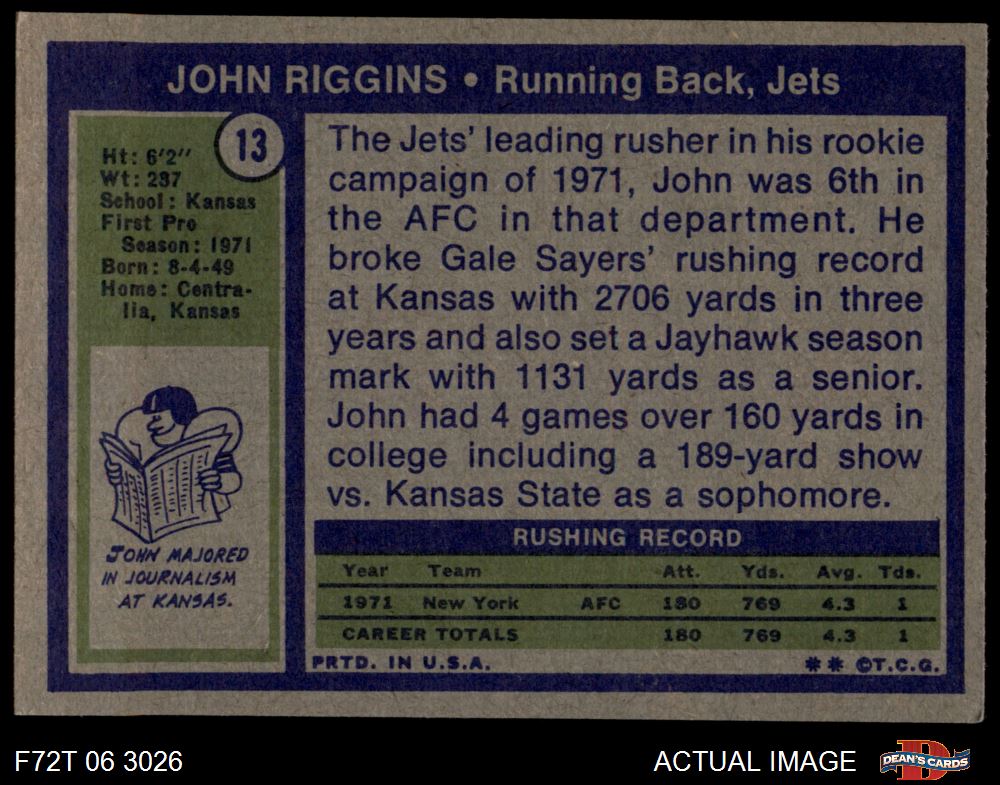 JOHN RIGGINS • Running Back, Jets
13
Ht: 6'2''
Wt: 237
School: Kansas
First Pro
Season: 1971
Born: 8-4-49
Home: Centra-
lia, Kansas
JOHN MAJORED
IN JOURNALISM
AT KANSAS.
The Jets' leading rusher in his rookie
campaign of 1971, John was 6th in
the AFC in that department. He
broke Gale Sayers' rushing record
at Kansas with 2706 yards in three
years and also set a Jayhawk season
mark with 1131 yards as a senior.
John had 4 games over 160 yards in
college including a 189-yard show
vs. Kansas State as a sophomore.
RUSHING RECORD
Year Team Att. Yds. Avg. Tds.
1971 New York AFC 180 769 4.3 1
CAREER TOTALS 180 769 4.3 1
PRTD. IN U.S.A. ** ©T.C.G.
F72T 06 3026 ACTUAL IMAGE D DEAN'S CARDS